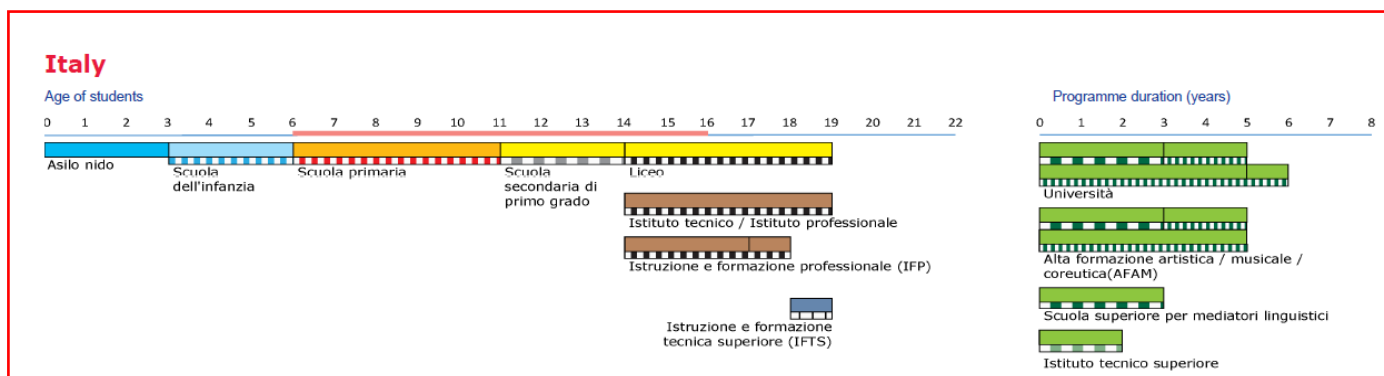 Italy
Age of students
Programme duration (years)
0 1 2 3 4 5 6 7 8 9 10 11 12 13 14 15 16 17 18 19 20 21 22
0 1 2 3 4 5 6 7 8
Asilo nido
Scuola
dell'infanzia
Scuola primaria
Scuola
secondaria di
primo grado
Liceo
Istituto tecnico / Istituto professionale
Istruzione e formazione professionale (IFP)
Istruzione e formazione
tecnica superiore (IFTS)
Università
Alta formazione artistica / musicale /
coreutica(AFAM)
Scuola superiore per mediatori linguistici
Istituto tecnico superiore